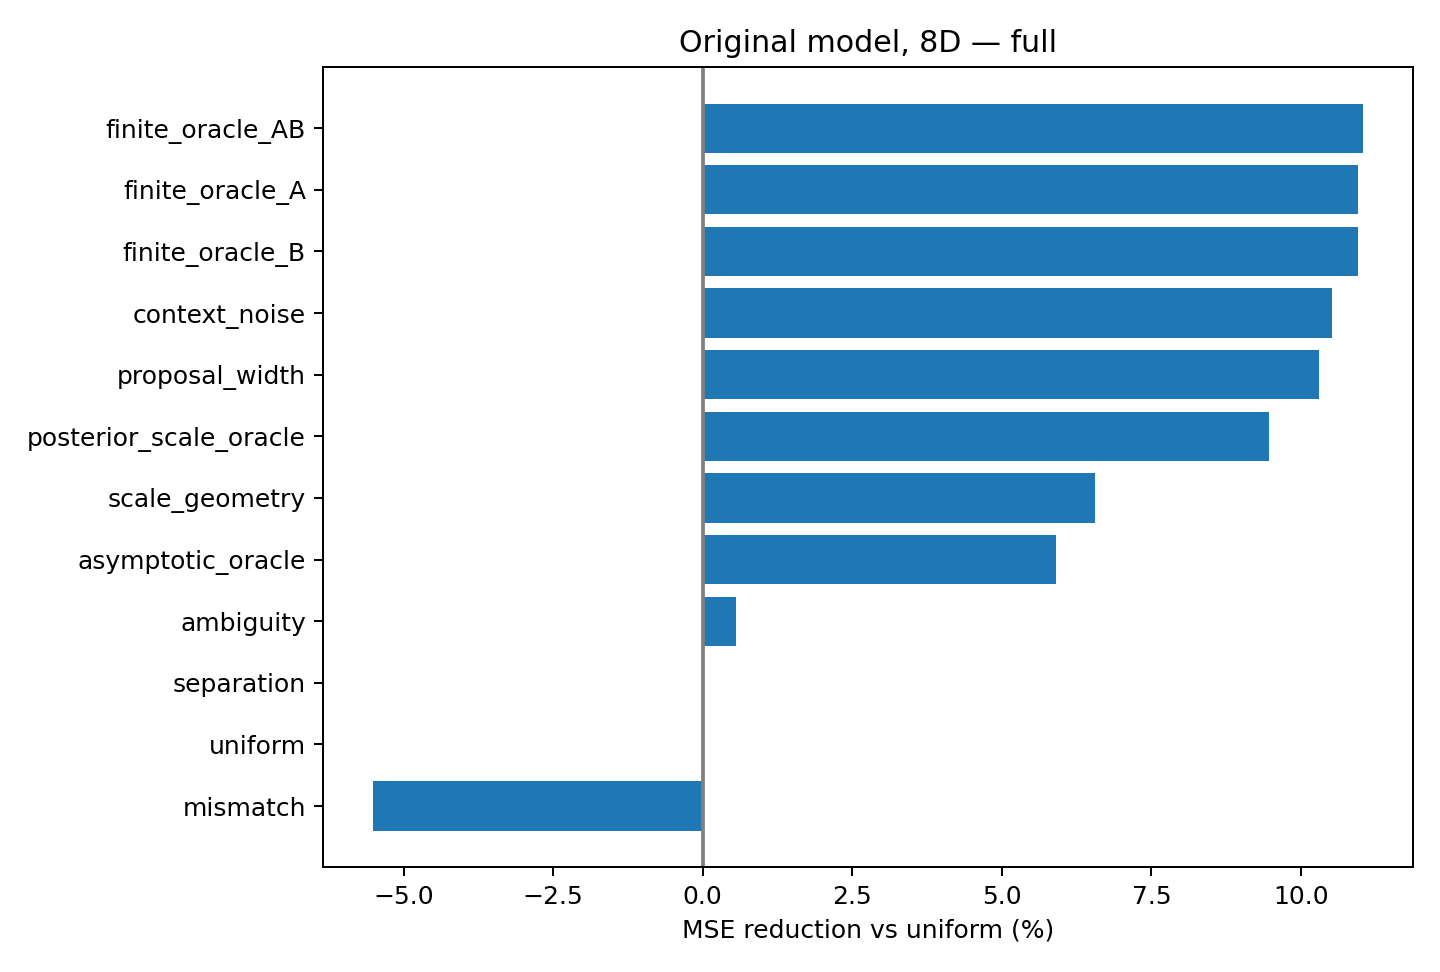 Original model, 8D — full
finite_oracle_AB
finite_oracle_A
finite_oracle_B
context_noise
proposal_width
posterior_scale_oracle
scale_geometry
asymptotic_oracle
ambiguity
separation
uniform
mismatch
−5.0 −2.5 0.0 2.5 5.0 7.5 10.0
MSE reduction vs uniform (%)